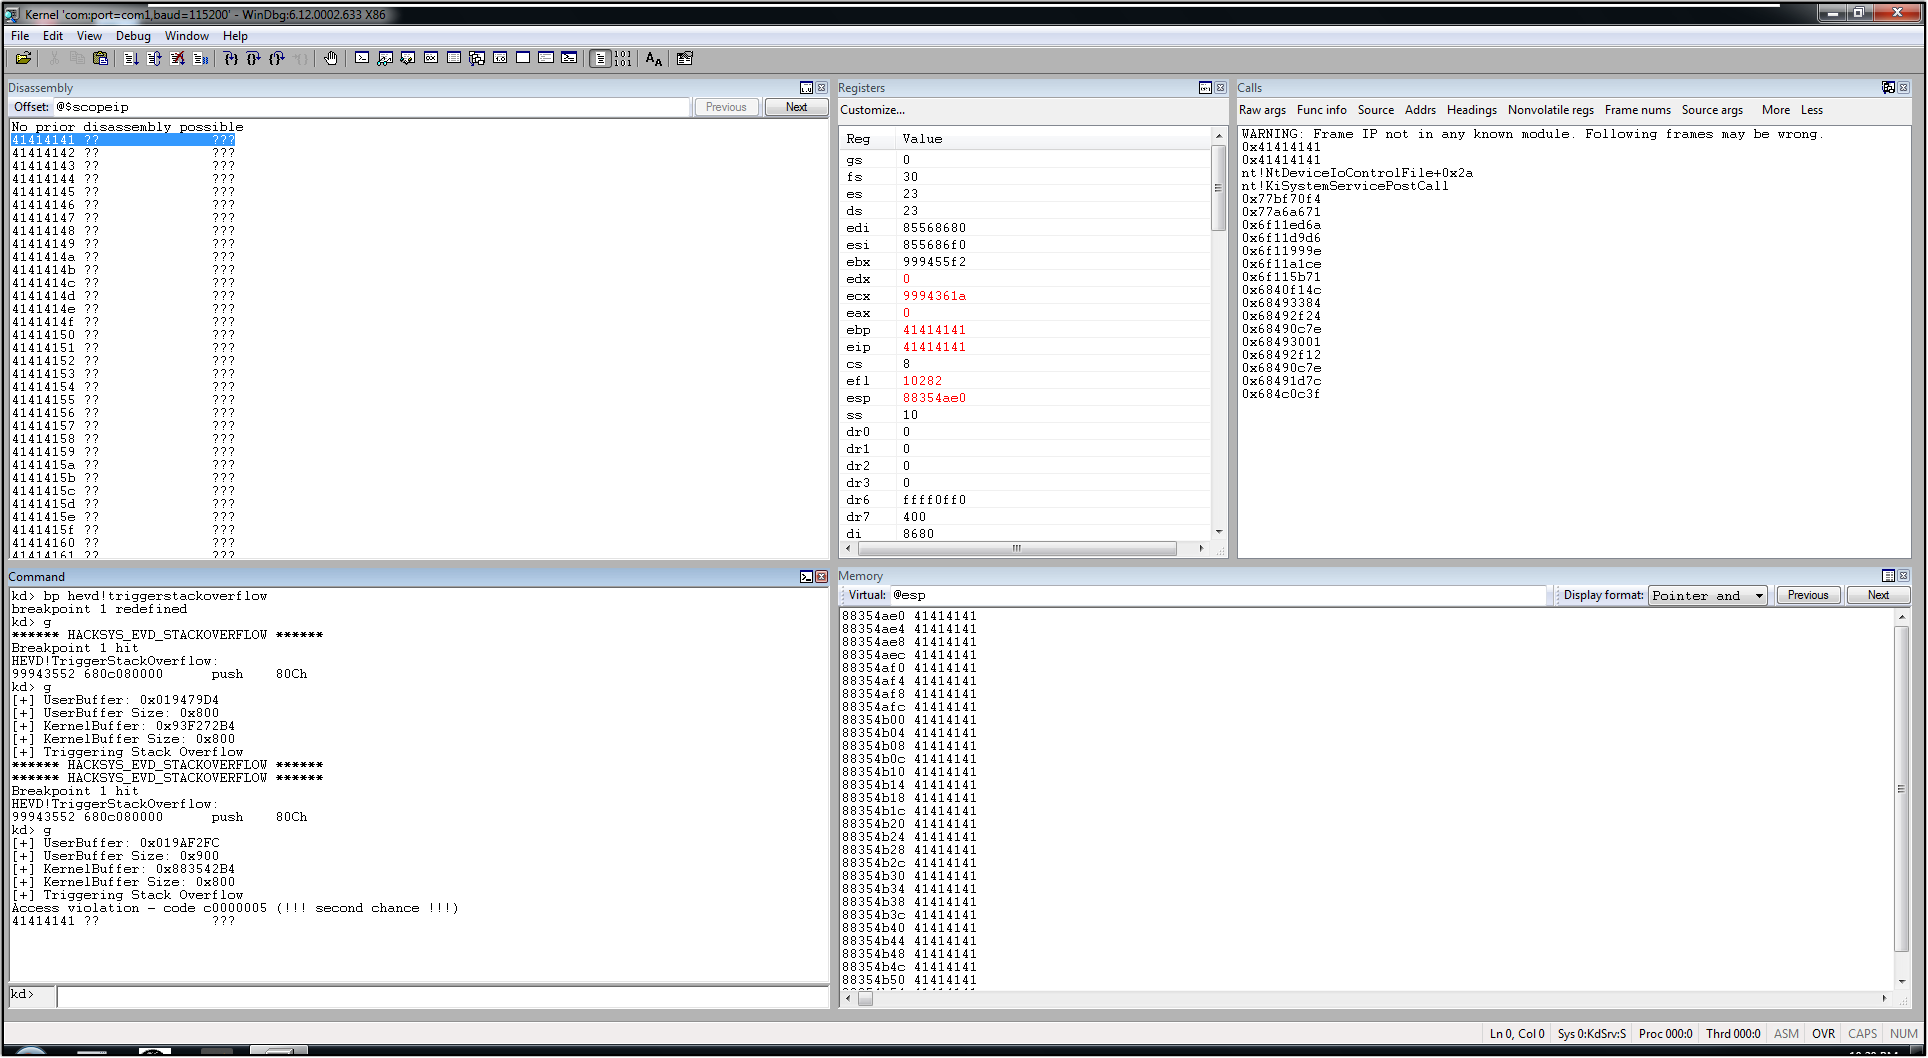 Kernel 'com:port=com1,baud=115200' - WinDbg:6.12.0002.633 X86
File Edit View Debug Window Help
Disassembly
Offset: @$scopeip Previous Next
No prior disassembly possible
41414141 ?? ???
41414142 ?? ???
41414143 ?? ???
41414144 ?? ???
41414145 ?? ???
41414146 ?? ???
41414147 ?? ???
41414148 ?? ???
41414149 ?? ???
4141414a ?? ???
4141414b ?? ???
4141414c ?? ???
4141414d ?? ???
4141414e ?? ???
4141414f ?? ???
41414150 ?? ???
41414151 ?? ???
41414152 ?? ???
41414153 ?? ???
41414154 ?? ???
41414155 ?? ???
41414156 ?? ???
41414157 ?? ???
41414158 ?? ???
41414159 ?? ???
4141415a ?? ???
4141415b ?? ???
4141415c ?? ???
4141415d ?? ???
4141415e ?? ???
4141415f ?? ???
41414160 ?? ???
41414161 ?? ???
Registers
Customize...
Reg Value
gs 0
fs 30
es 23
ds 23
edi 85568680
esi 855686f0
ebx 999455f2
edx 0
ecx 9994361a
eax 0
ebp 41414141
eip 41414141
cs 8
efl 10282
esp 88354ae0
ss 10
dr0 0
dr1 0
dr2 0
dr3 0
dr6 ffff0ff0
dr7 400
di 8680
Calls
Raw args Func info Source Addrs Headings Nonvolatile regs Frame nums Source args More Less
WARNING: Frame IP not in any known module. Following frames may be wrong.
0x41414141
0x41414141
nt!NtDeviceIoControlFile+0x2a
nt!KiSystemServicePostCall
0x77bf70f4
0x77a6a671
0x6f11ed6a
0x6f11d9d6
0x6f11999e
0x6f11a1ce
0x6f115b71
0x6840f14c
0x68493384
0x68492f24
0x68490c7e
0x68493001
0x68492f12
0x68490c7e
0x68491d7c
0x684c0c3f
Command
kd> bp hevd!triggerstackoverflow
breakpoint 1 redefined
kd> g
****** HACKSYS_EVD_STACKOVERFLOW ******
Breakpoint 1 hit
HEVD!TriggerStackOverflow:
99943552 680c080000 push 80Ch
kd> g
[+] UserBuffer: 0x019479D4
[+] UserBuffer Size: 0x800
[+] KernelBuffer: 0x93F272B4
[+] KernelBuffer Size: 0x800
[+] Triggering Stack Overflow
****** HACKSYS_EVD_STACKOVERFLOW ******
****** HACKSYS_EVD_STACKOVERFLOW ******
Breakpoint 1 hit
HEVD!TriggerStackOverflow:
99943552 680c080000 push 80Ch
kd> g
[+] UserBuffer: 0x019AF2FC
[+] UserBuffer Size: 0x900
[+] KernelBuffer: 0x883542B4
[+] KernelBuffer Size: 0x800
[+] Triggering Stack Overflow
Access violation - code c0000005 (!!! second chance !!!)
41414141 ?? ???
kd>
Memory
Virtual: @esp Display format: Pointer and Previous Next
88354ae0 41414141
88354ae4 41414141
88354ae8 41414141
88354aec 41414141
88354af0 41414141
88354af4 41414141
88354af8 41414141
88354afc 41414141
88354b00 41414141
88354b04 41414141
88354b08 41414141
88354b0c 41414141
88354b10 41414141
88354b14 41414141
88354b18 41414141
88354b1c 41414141
88354b20 41414141
88354b24 41414141
88354b28 41414141
88354b2c 41414141
88354b30 41414141
88354b34 41414141
88354b38 41414141
88354b3c 41414141
88354b40 41414141
88354b44 41414141
88354b48 41414141
88354b4c 41414141
88354b50 41414141
Ln 0, Col 0 Sys 0:KdSrv:S Proc 000:0 Thrd 000:0 ASM OVR CAPS NUM